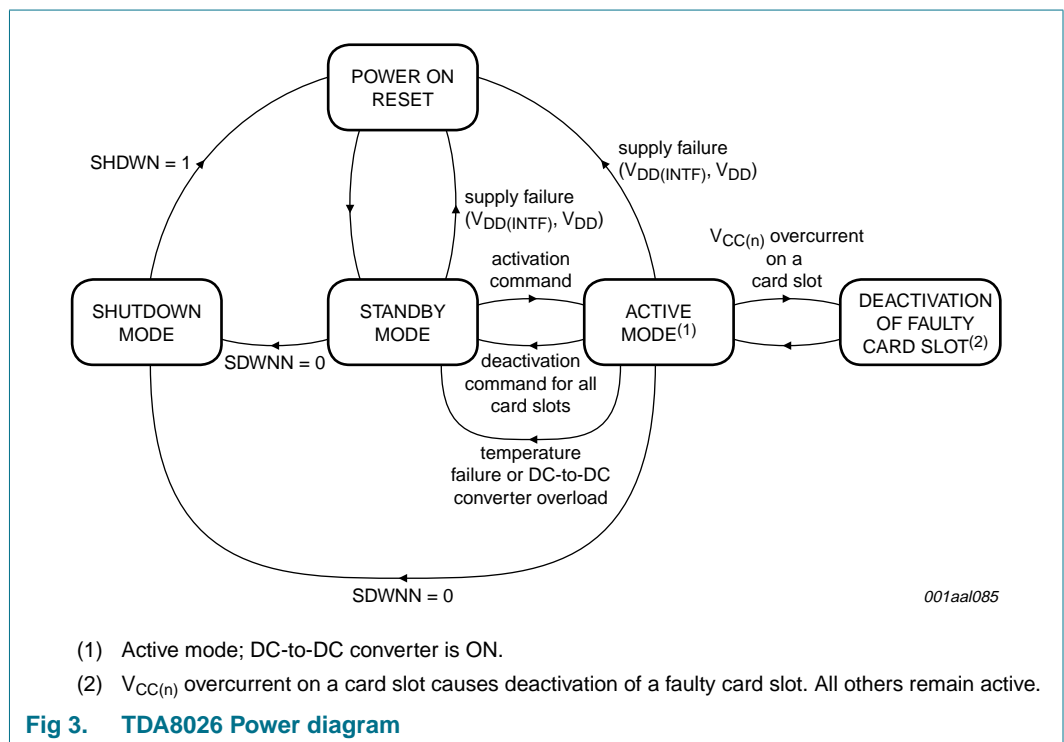 POWER ON
RESET
SHDWN = 1
supply failure
(VDD(INTF), VDD)
supply failure
(VDD(INTF), VDD)
VCC(n) overcurrent
on a
card slot
activation
command
SHUTDOWN
MODE
STANDBY
MODE
ACTIVE
MODE(1)
DEACTIVATION
OF FAULTY
CARD SLOT(2)
SDWNN = 0
deactivation
command for all
card slots
temperature
failure or DC-to-DC
converter overload
SDWNN = 0
001aal085
(1) Active mode; DC-to-DC converter is ON.
(2) VCC(n) overcurrent on a card slot causes deactivation of a faulty card slot. All others remain active.
Fig 3. TDA8026 Power diagram